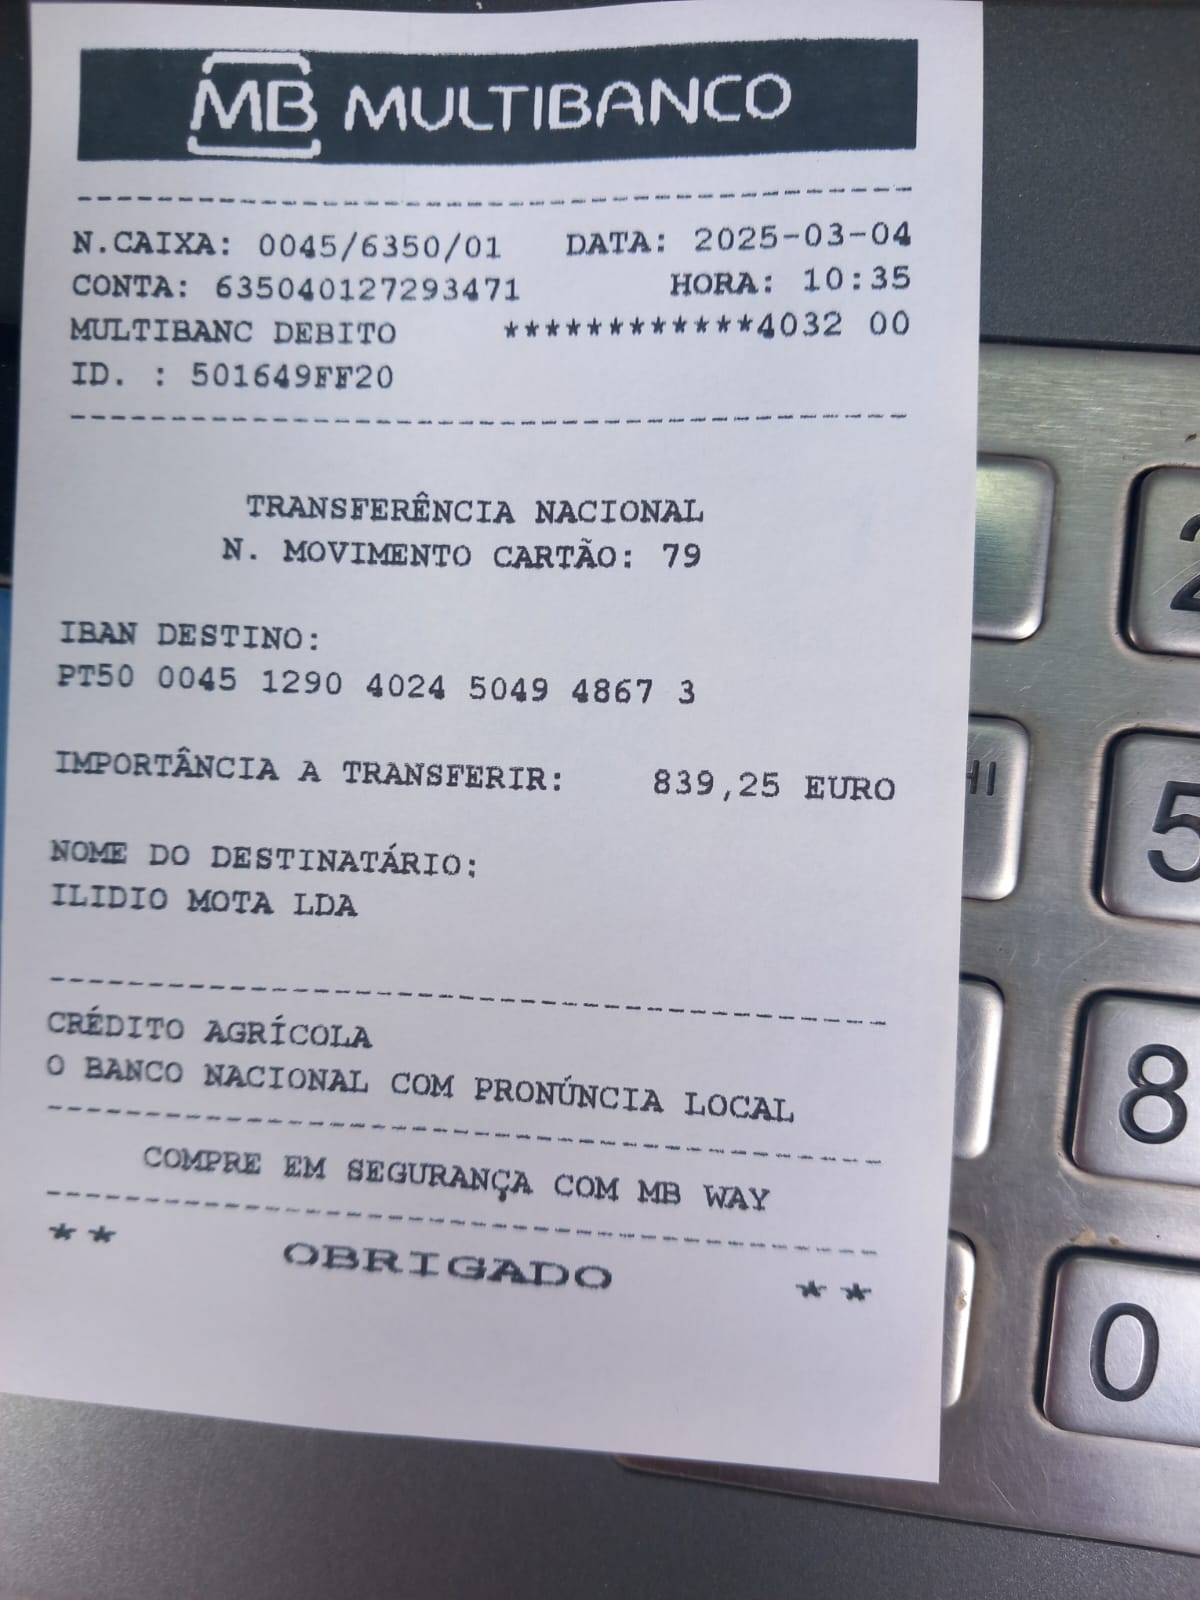 MB MULTIBANCO
N.CAIXA: 0045/6350/01 DATA: 2025-03-04
CONTA: 635040127293471 HORA: 10:35
MULTIBANC DEBITO ************4032 00
ID. : 501649FF20
TRANSFERÊNCIA NACIONAL
N. MOVIMENTO CARTÃO: 79
IBAN DESTINO:
PT50 0045 1290 4024 5049 4867 3
IMPORTÂNCIA A TRANSFERIR: 839,25 EURO
NOME DO DESTINATÁRIO:
ILIDIO MOTA LDA
CRÉDITO AGRÍCOLA
O BANCO NACIONAL COM PRONÚNCIA LOCAL
COMPRE EM SEGURANÇA COM MB WAY
** OBRIGADO **
2
5
8
0